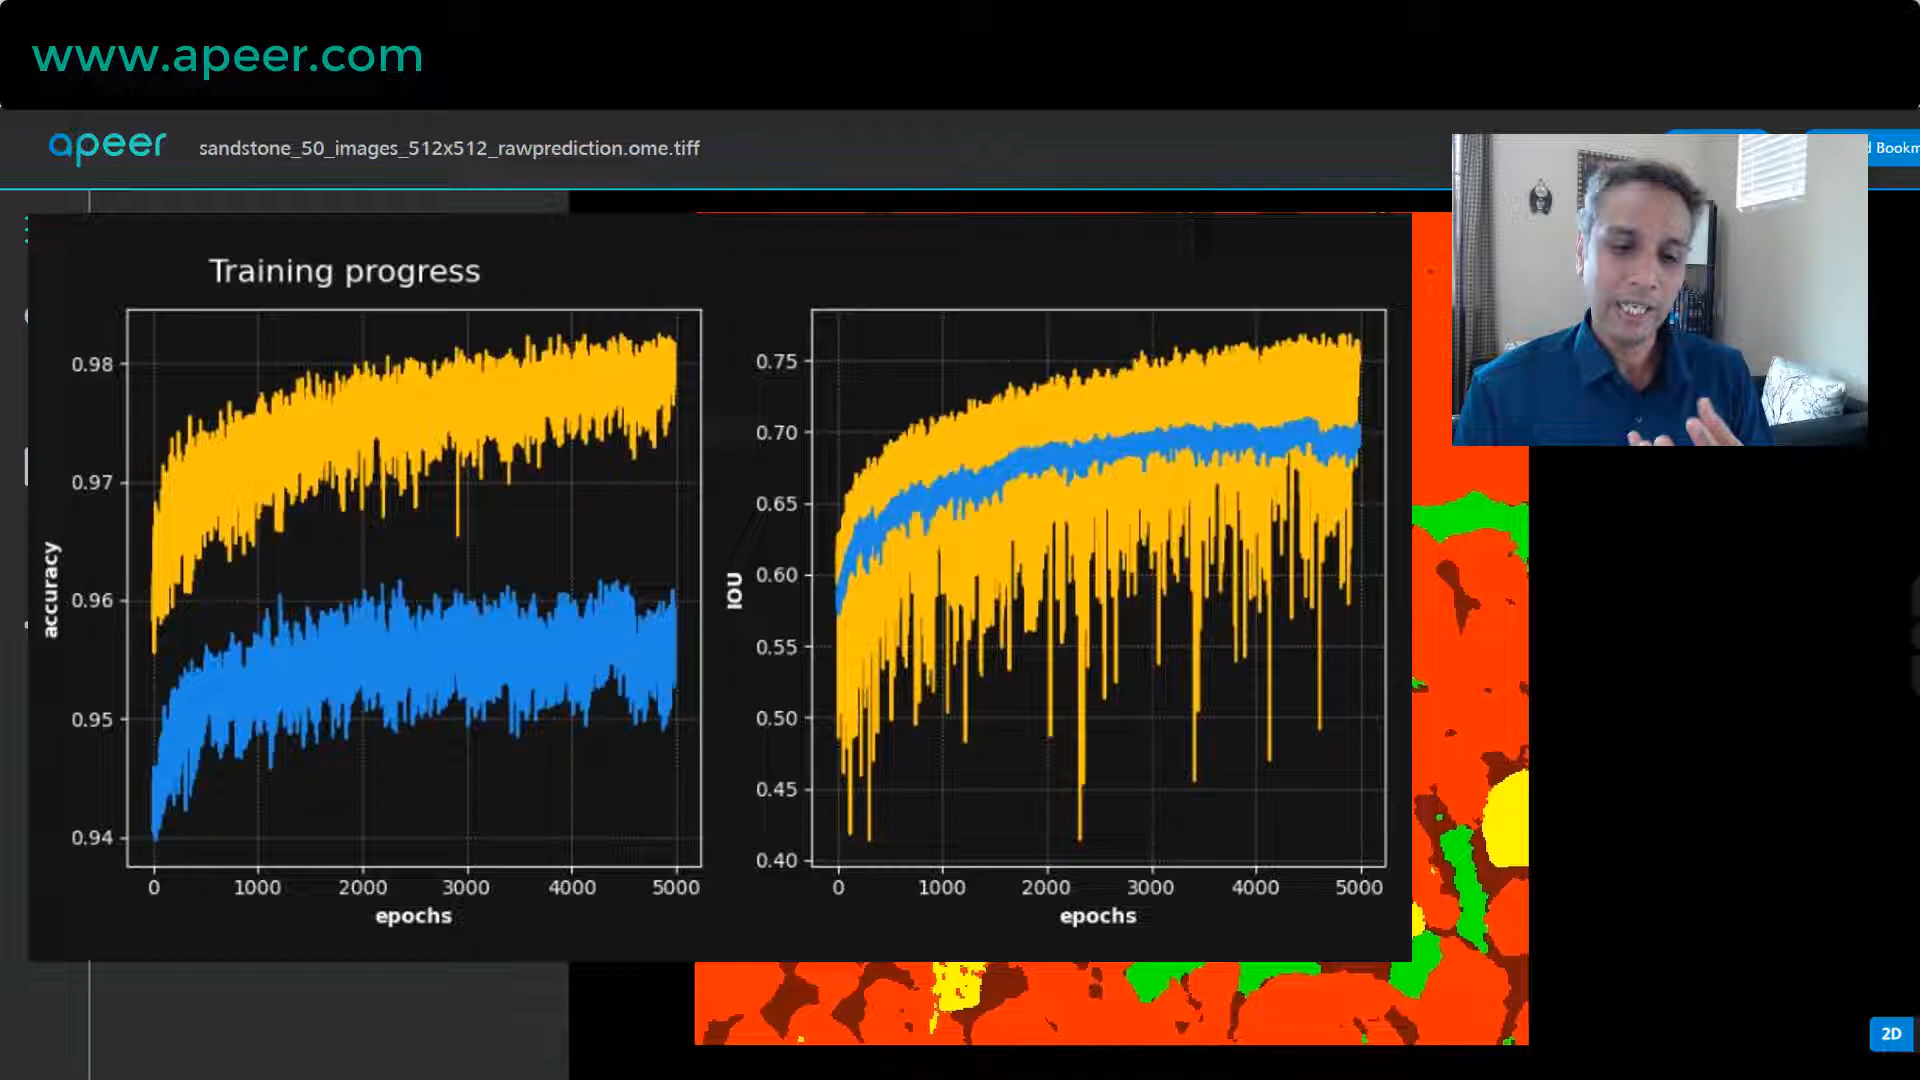 www.apeer.com
apeer
sandstone_50_images_512x512_rawprediction.ome.tiff
d Bookm
Training progress
0.98
0.97
0.96
0.95
0.94
accuracy
0
1000
2000
3000
4000
5000
epochs
0.75
0.70
0.65
0.60
0.55
0.50
0.45
0.40
IOU
0
1000
2000
3000
4000
5000
epochs
2D